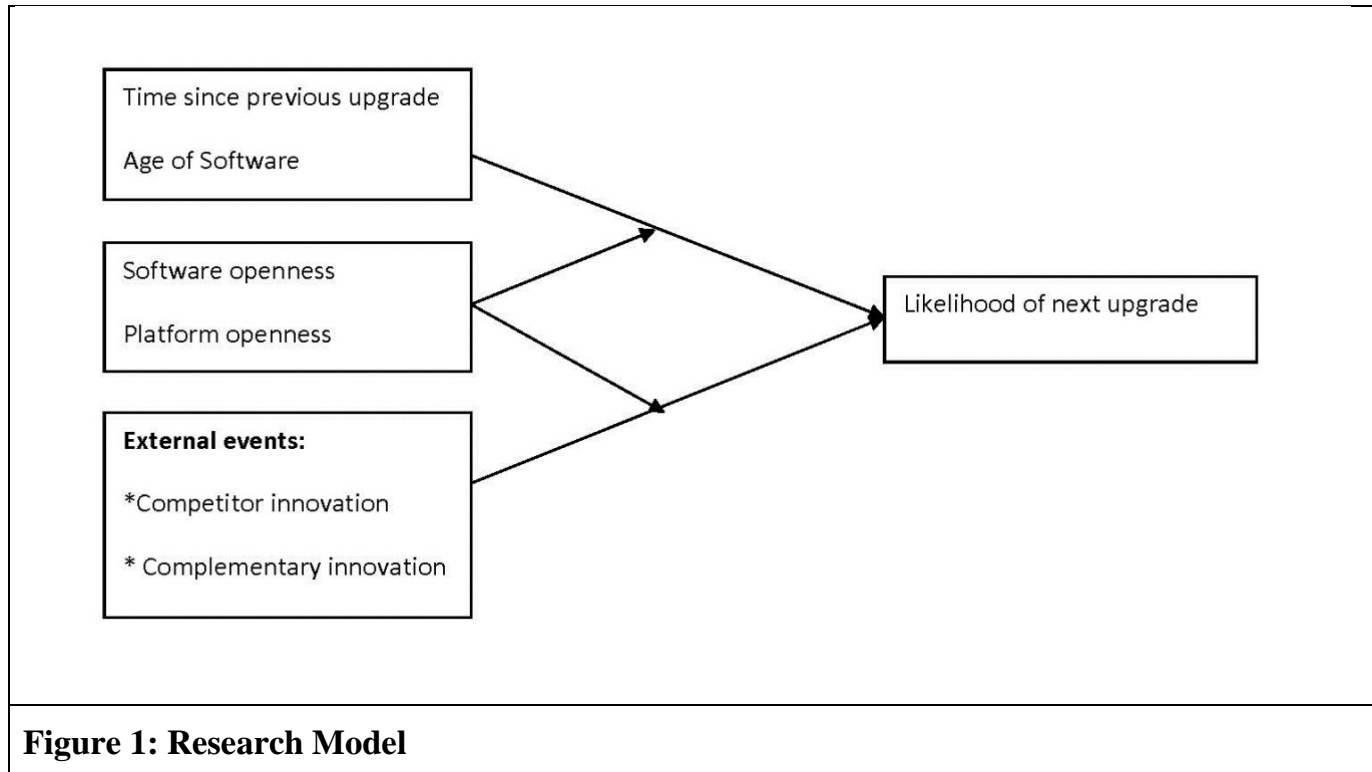 Time since previous upgrade
Age of Software
Software openness
Platform openness
External events:
*Competitor innovation
* Complementary innovation
Likelihood of next upgrade
Figure 1: Research Model